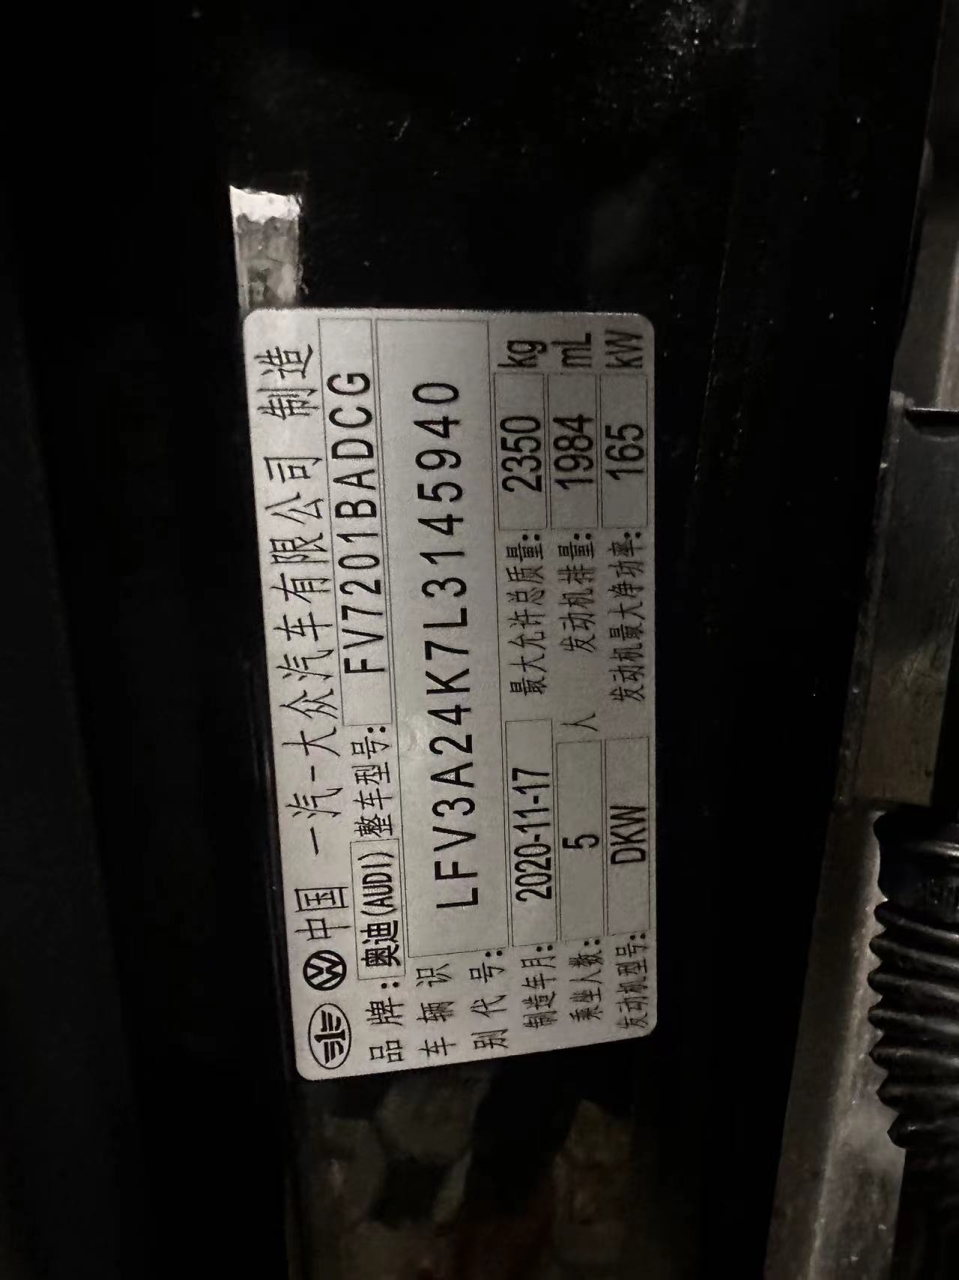 中国 一汽-大众汽车有限公司 制造
品牌: 奥迪(AUDI) 整车型号: FV7201BADCG
车辆识别代号: LFV3A24K7L3145940
制造年月: 2020-11-17 最大允许总质量: 2350 kg
乘坐人数: 5 人 发动机排量: 1984 mL
发动机型号: DKW 发动机最大净功率: 165 kW